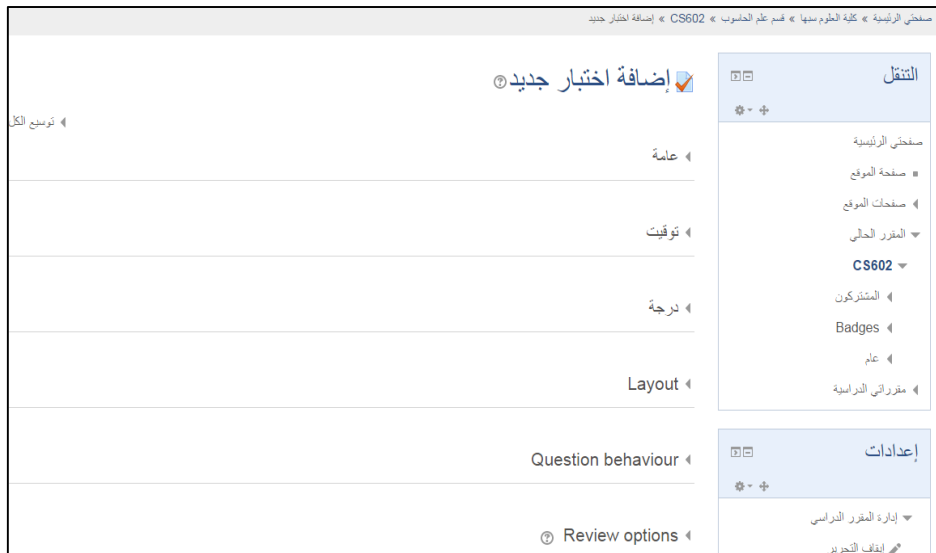 صفحتي الرئيسية » كلية العلوم سبها » قسم علم الحاسوب » CS602 » إضافة اختبار جديد
التنقل
صفحتي الرئيسية
صفحة الموقع
صفحات الموقع
المقرر الحالي
CS602
المشتركون
Badges
عام
مقرراتي الدراسية
إعدادات
إدارة المقرر الدراسي
إيقاف التحرير
إضافة اختبار جديد
توسيع الكل
عامة
توقيت
درجة
Layout
Question behaviour
Review options